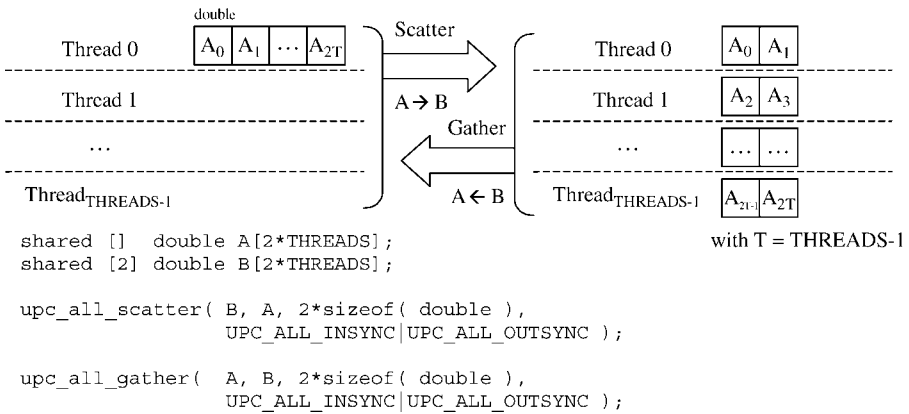 double
Thread 0 A0 A1 … A2T
Scatter
Thread 0 A0 A1
Thread 1
A → B
Thread 1 A2 A3
Gather
…
… … …
ThreadTHREADS-1
A ← B
ThreadTHREADS-1 A2T-1 A2T
shared [] double A[2*THREADS];
shared [2] double B[2*THREADS];
with T = THREADS-1
upc_all_scatter( B, A, 2*sizeof( double ),
UPC_ALL_INSYNC|UPC_ALL_OUTSYNC );
upc_all_gather( A, B, 2*sizeof( double ),
UPC_ALL_INSYNC|UPC_ALL_OUTSYNC );